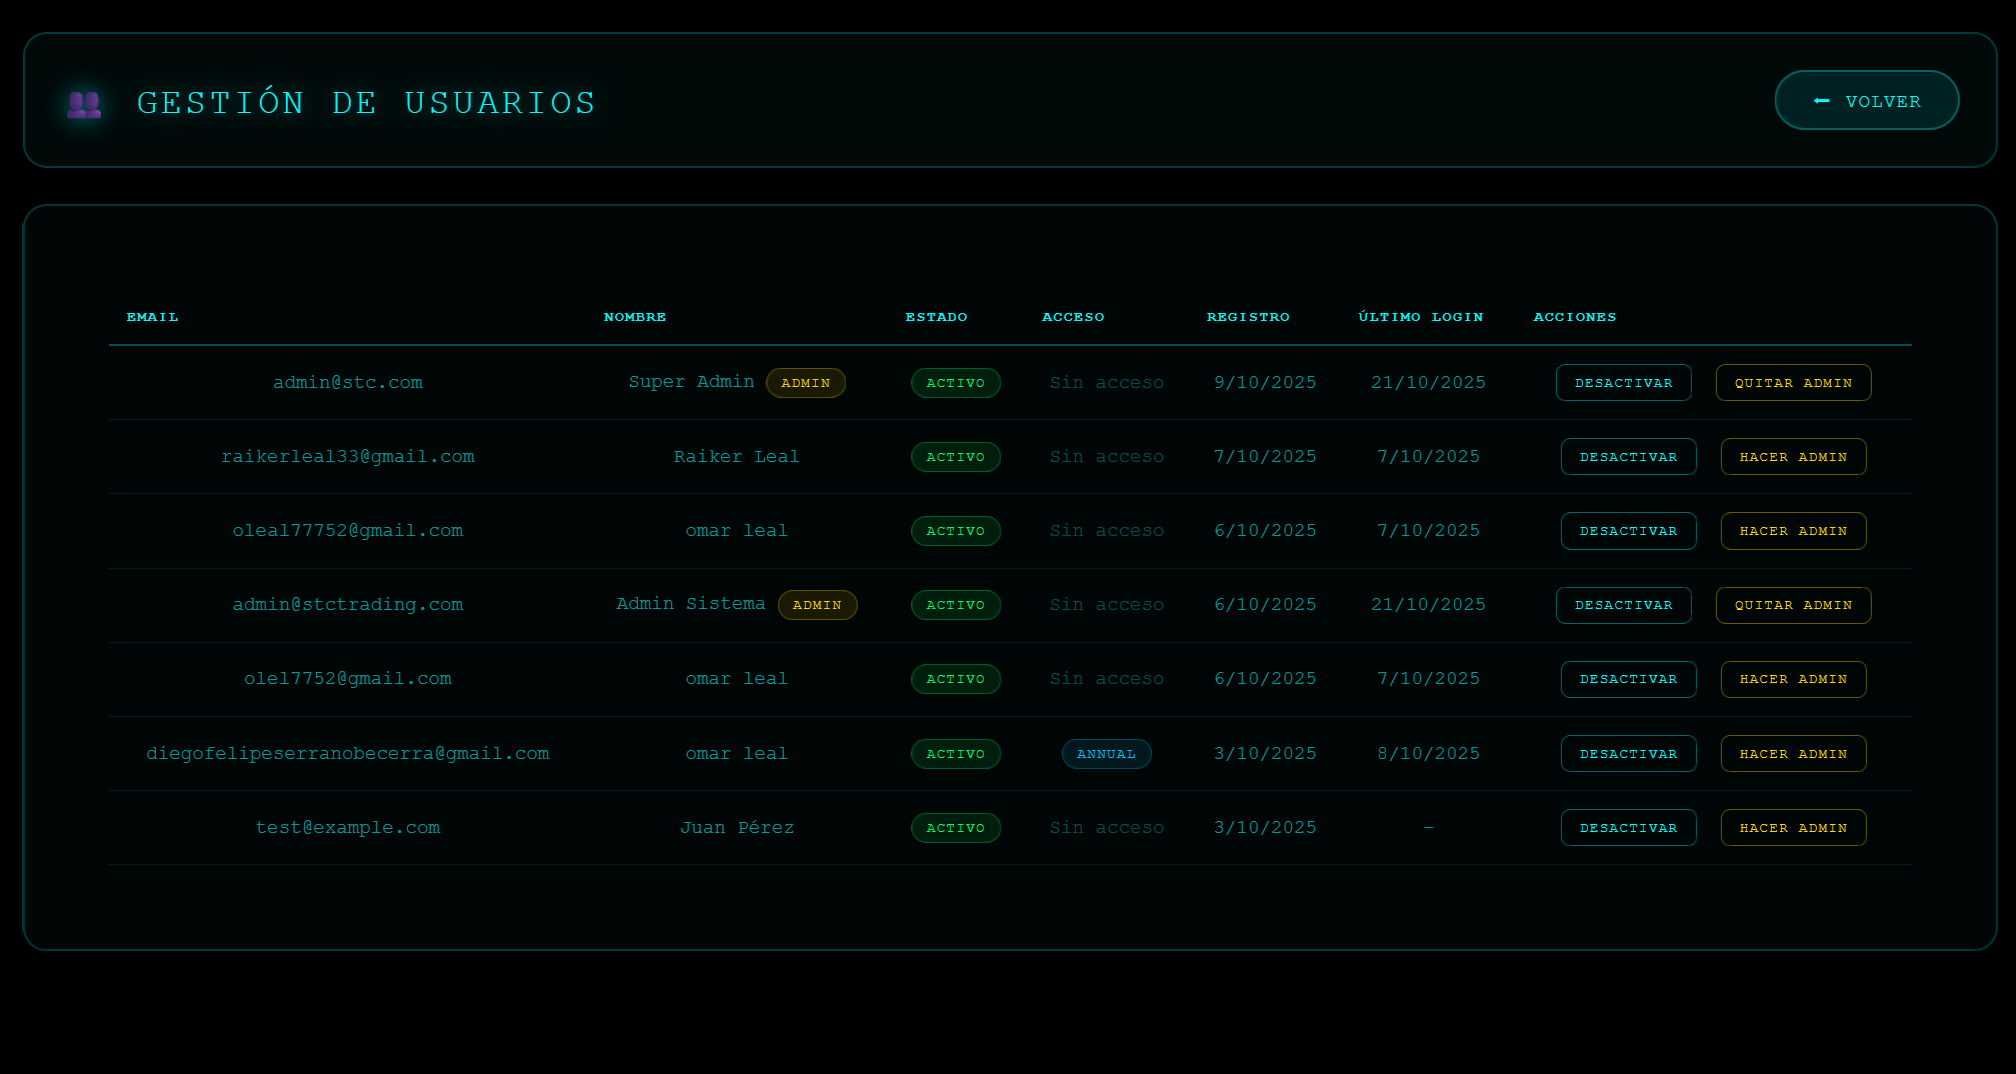 GESTIÓN DE USUARIOS
← VOLVER
EMAIL NOMBRE ESTADO ACCESO REGISTRO ÚLTIMO LOGIN ACCIONES
admin@stc.com Super Admin ADMIN ACTIVO Sin acceso 9/10/2025 21/10/2025 DESACTIVAR QUITAR ADMIN
raikerleal33@gmail.com Raiker Leal ACTIVO Sin acceso 7/10/2025 7/10/2025 DESACTIVAR HACER ADMIN
oleal77752@gmail.com omar leal ACTIVO Sin acceso 6/10/2025 7/10/2025 DESACTIVAR HACER ADMIN
admin@stctrading.com Admin Sistema ADMIN ACTIVO Sin acceso 6/10/2025 21/10/2025 DESACTIVAR QUITAR ADMIN
olel7752@gmail.com omar leal ACTIVO Sin acceso 6/10/2025 7/10/2025 DESACTIVAR HACER ADMIN
diegofelipeserranobecerra@gmail.com omar leal ACTIVO ANNUAL 3/10/2025 8/10/2025 DESACTIVAR HACER ADMIN
test@example.com Juan Pérez ACTIVO Sin acceso 3/10/2025 - DESACTIVAR HACER ADMIN